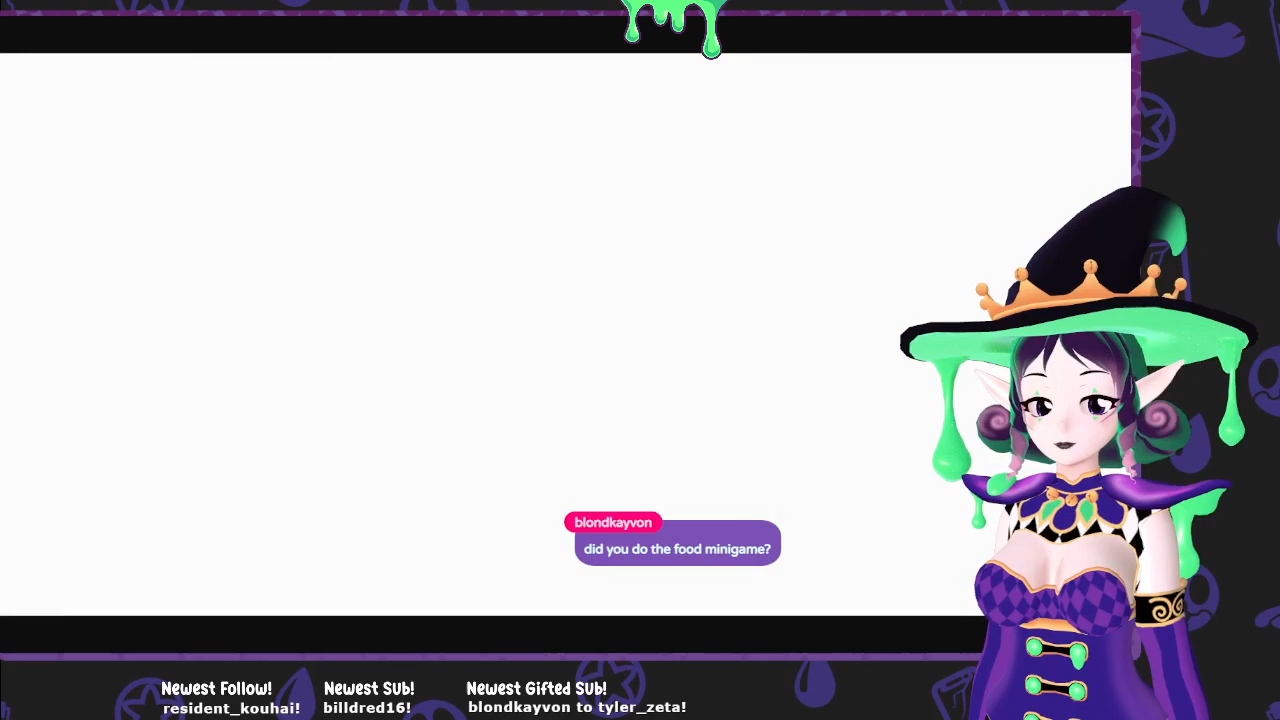 blondkayvon
did you do the food minigame?
Newest Follow! Newest Sub! Newest Gifted Sub!
resident_kouhai! billdred16! blondkayvon to tyler_zeta!